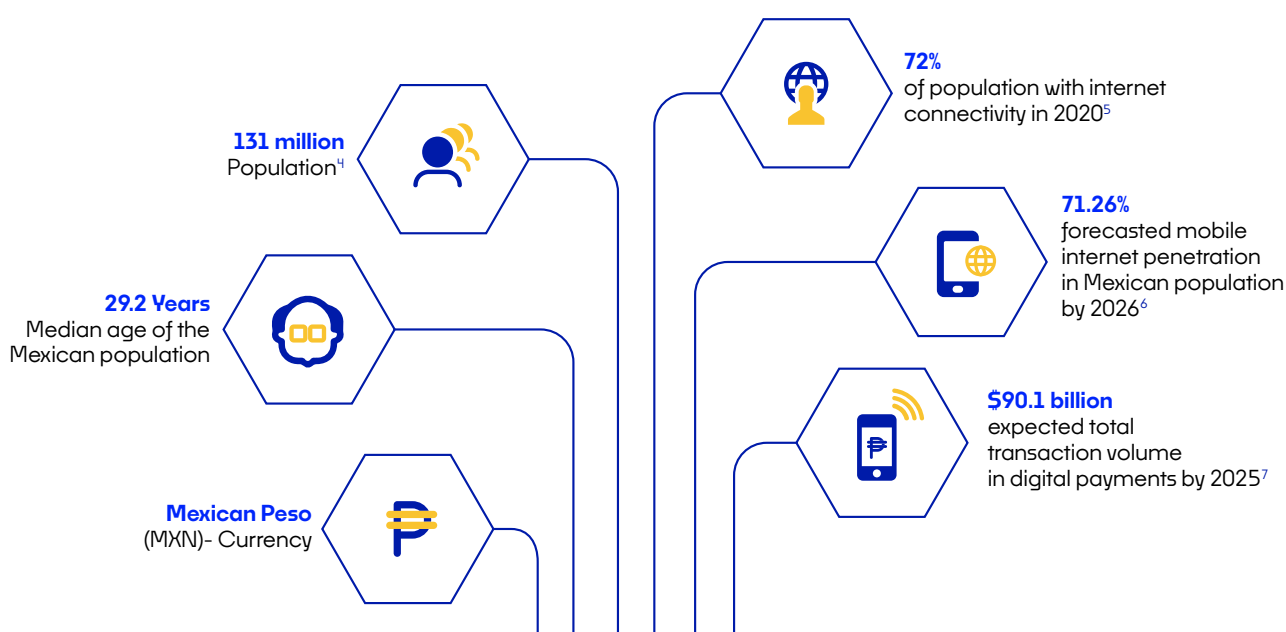 131 million
Population⁴
29.2 Years
Median age of the
Mexican population
Mexican Peso
(MXN)- Currency
72%
of population with internet
connectivity in 2020⁵
71.26%
forecasted mobile
internet penetration
in Mexican population
by 2026⁶
$90.1 billion
expected total
transaction volume
in digital payments by 2025⁷